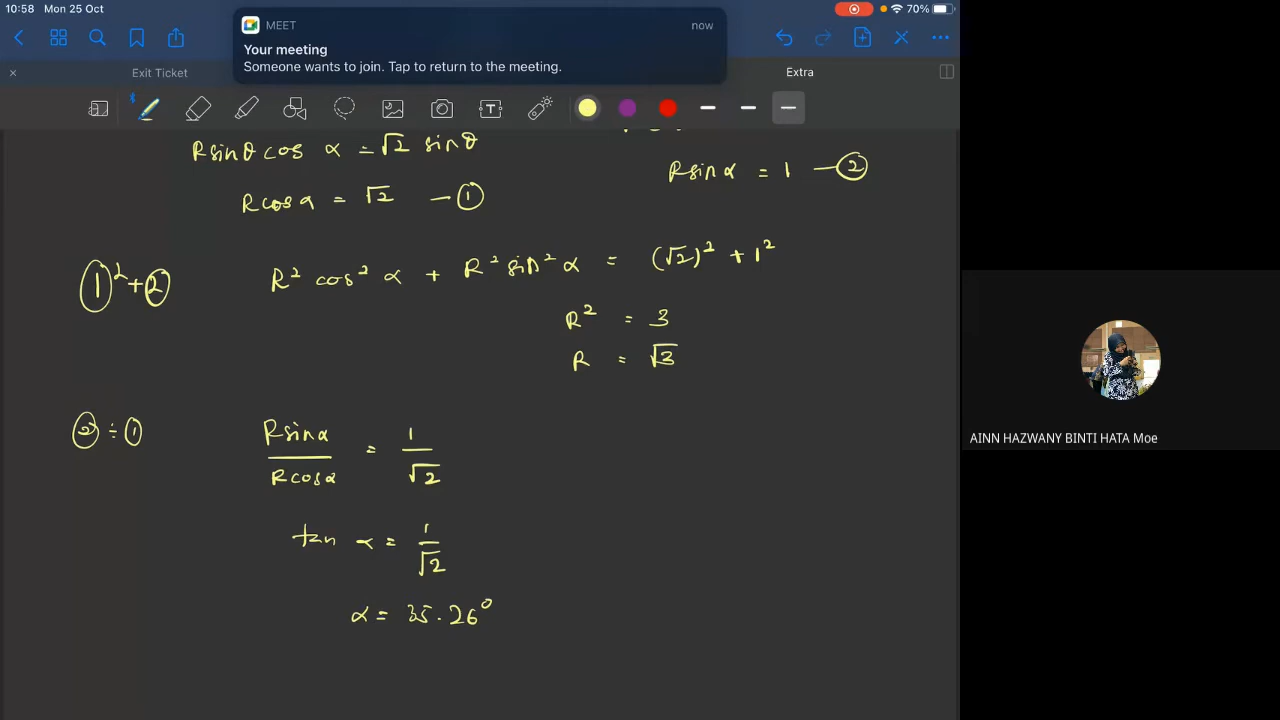 10:58 Mon 25 Oct
70%
MEET
now
Your meeting
Someone wants to join. Tap to return to the meeting.
Exit Ticket
Extra
R sinθ cos α = √2 sinθ
R sin α = 1 — ②
R cos α = √2 — ①
①² + ② R² cos² α + R² sin² α = (√2)² + 1²
R² = 3
R = √3
② ÷ ① R sin α / R cos α = 1/√2
tan α = 1/√2
α = 35.26°
AINN HAZWANY BINTI HATA Moe